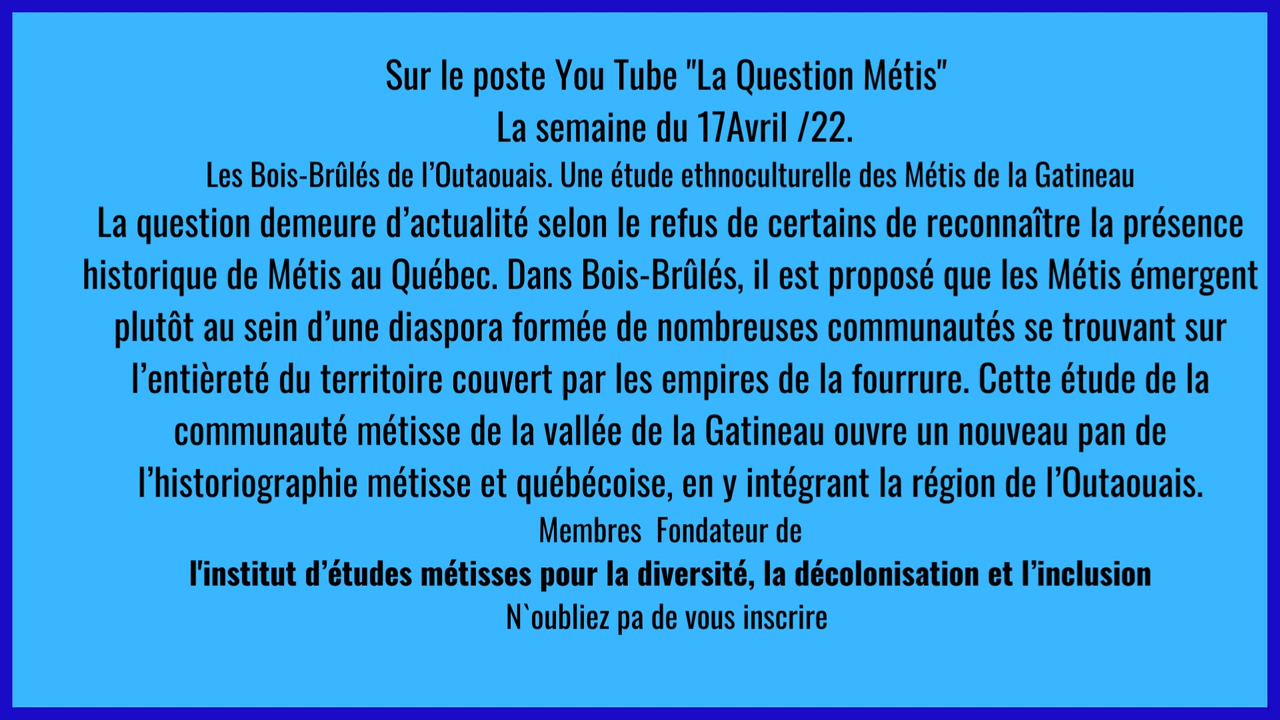 Sur le poste You Tube "La Question Métis"
La semaine du 17Avril /22.
Les Bois-Brûlés de l’Outaouais. Une étude ethnoculturelle des Métis de la Gatineau
La question demeure d’actualité selon le refus de certains de reconnaître la présence
historique de Métis au Québec. Dans Bois-Brûlés, il est proposé que les Métis émergent
plutôt au sein d’une diaspora formée de nombreuses communautés se trouvant sur
l’entièreté du territoire couvert par les empires de la fourrure. Cette étude de la
communauté métisse de la vallée de la Gatineau ouvre un nouveau pan de
l’historiographie métisse et québécoise, en y intégrant la région de l’Outaouais.
Membres  Fondateur de
l'institut d’études métisses pour la diversité, la décolonisation et l’inclusion
N`oubliez pa de vous inscrire